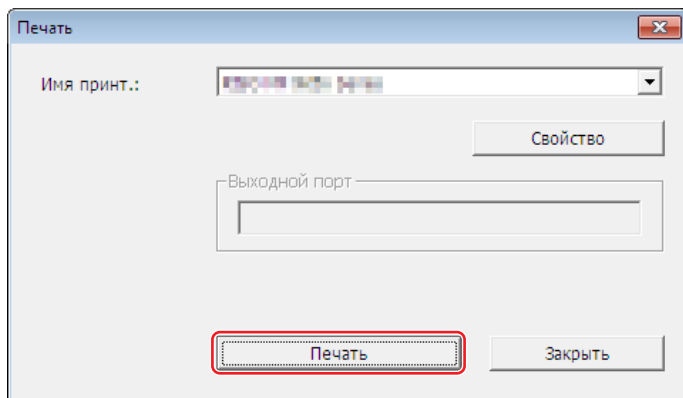 Печать
Имя принт.:
Свойство
Выходной порт
Печать
Закрыть